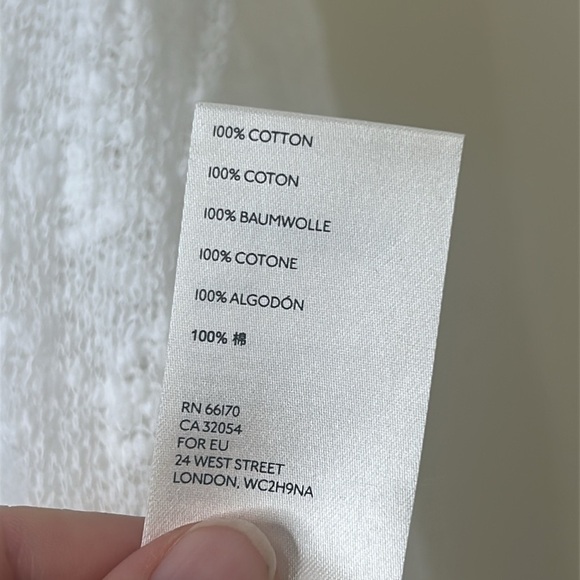 100% COTTON
100% COTON
100% BAUMWOLLE
100% COTONE
100% ALGODÓN
100% 棉
RN 66170
CA 32054
FOR EU
24 WEST STREET
LONDON, WC2H9NA